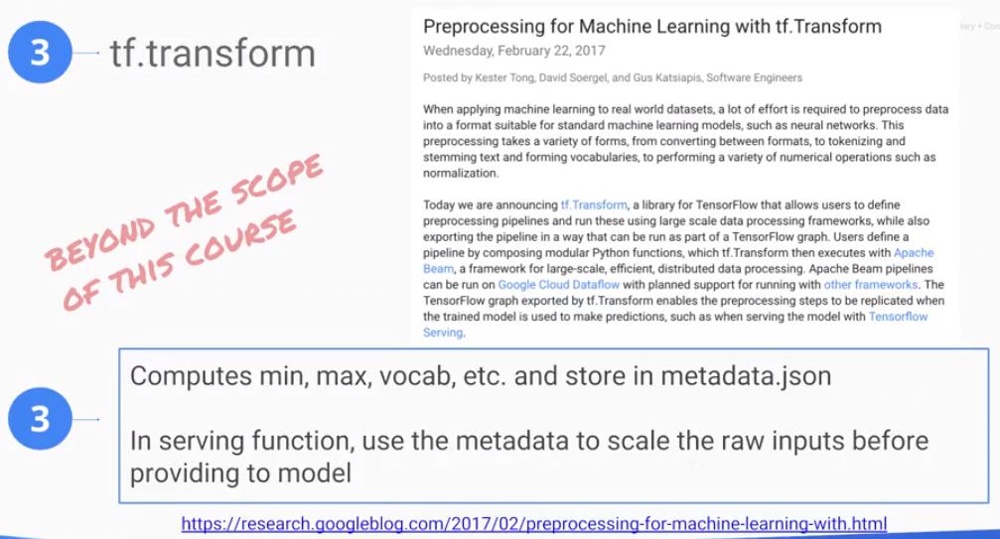 3
tf.transform
Preprocessing for Machine Learning with tf.Transform
Wednesday, February 22, 2017
Posted by Kester Tong, David Soergel, and Gus Katsiapis, Software Engineers
When applying machine learning to real world datasets, a lot of effort is required to preprocess data
into a format suitable for standard machine learning models, such as neural networks. This
preprocessing takes a variety of forms, from converting between formats, to tokenizing and
stemming text and forming vocabularies, to performing a variety of numerical operations such as
normalization.
Today we are announcing tf.Transform, a library for TensorFlow that allows users to define
preprocessing pipelines and run these using large scale data processing frameworks, while also
exporting the pipeline in a way that can be run as part of a TensorFlow graph. Users define a
pipeline by composing modular Python functions, which tf.Transform then executes with Apache
Beam, a framework for large-scale, efficient, distributed data processing. Apache Beam pipelines
can be run on Google Cloud Dataflow with planned support for running with other frameworks. The
TensorFlow graph exported by tf.Transform enables the preprocessing steps to be replicated when
the trained model is used to make predictions, such as when serving the model with Tensorflow
Serving.
BEYOND THE SCOPE
OF THIS COURSE
3
Computes min, max, vocab, etc. and store in metadata.json
In serving function, use the metadata to scale the raw inputs before
providing to model
https://research.googleblog.com/2017/02/preprocessing-for-machine-learning-with.html